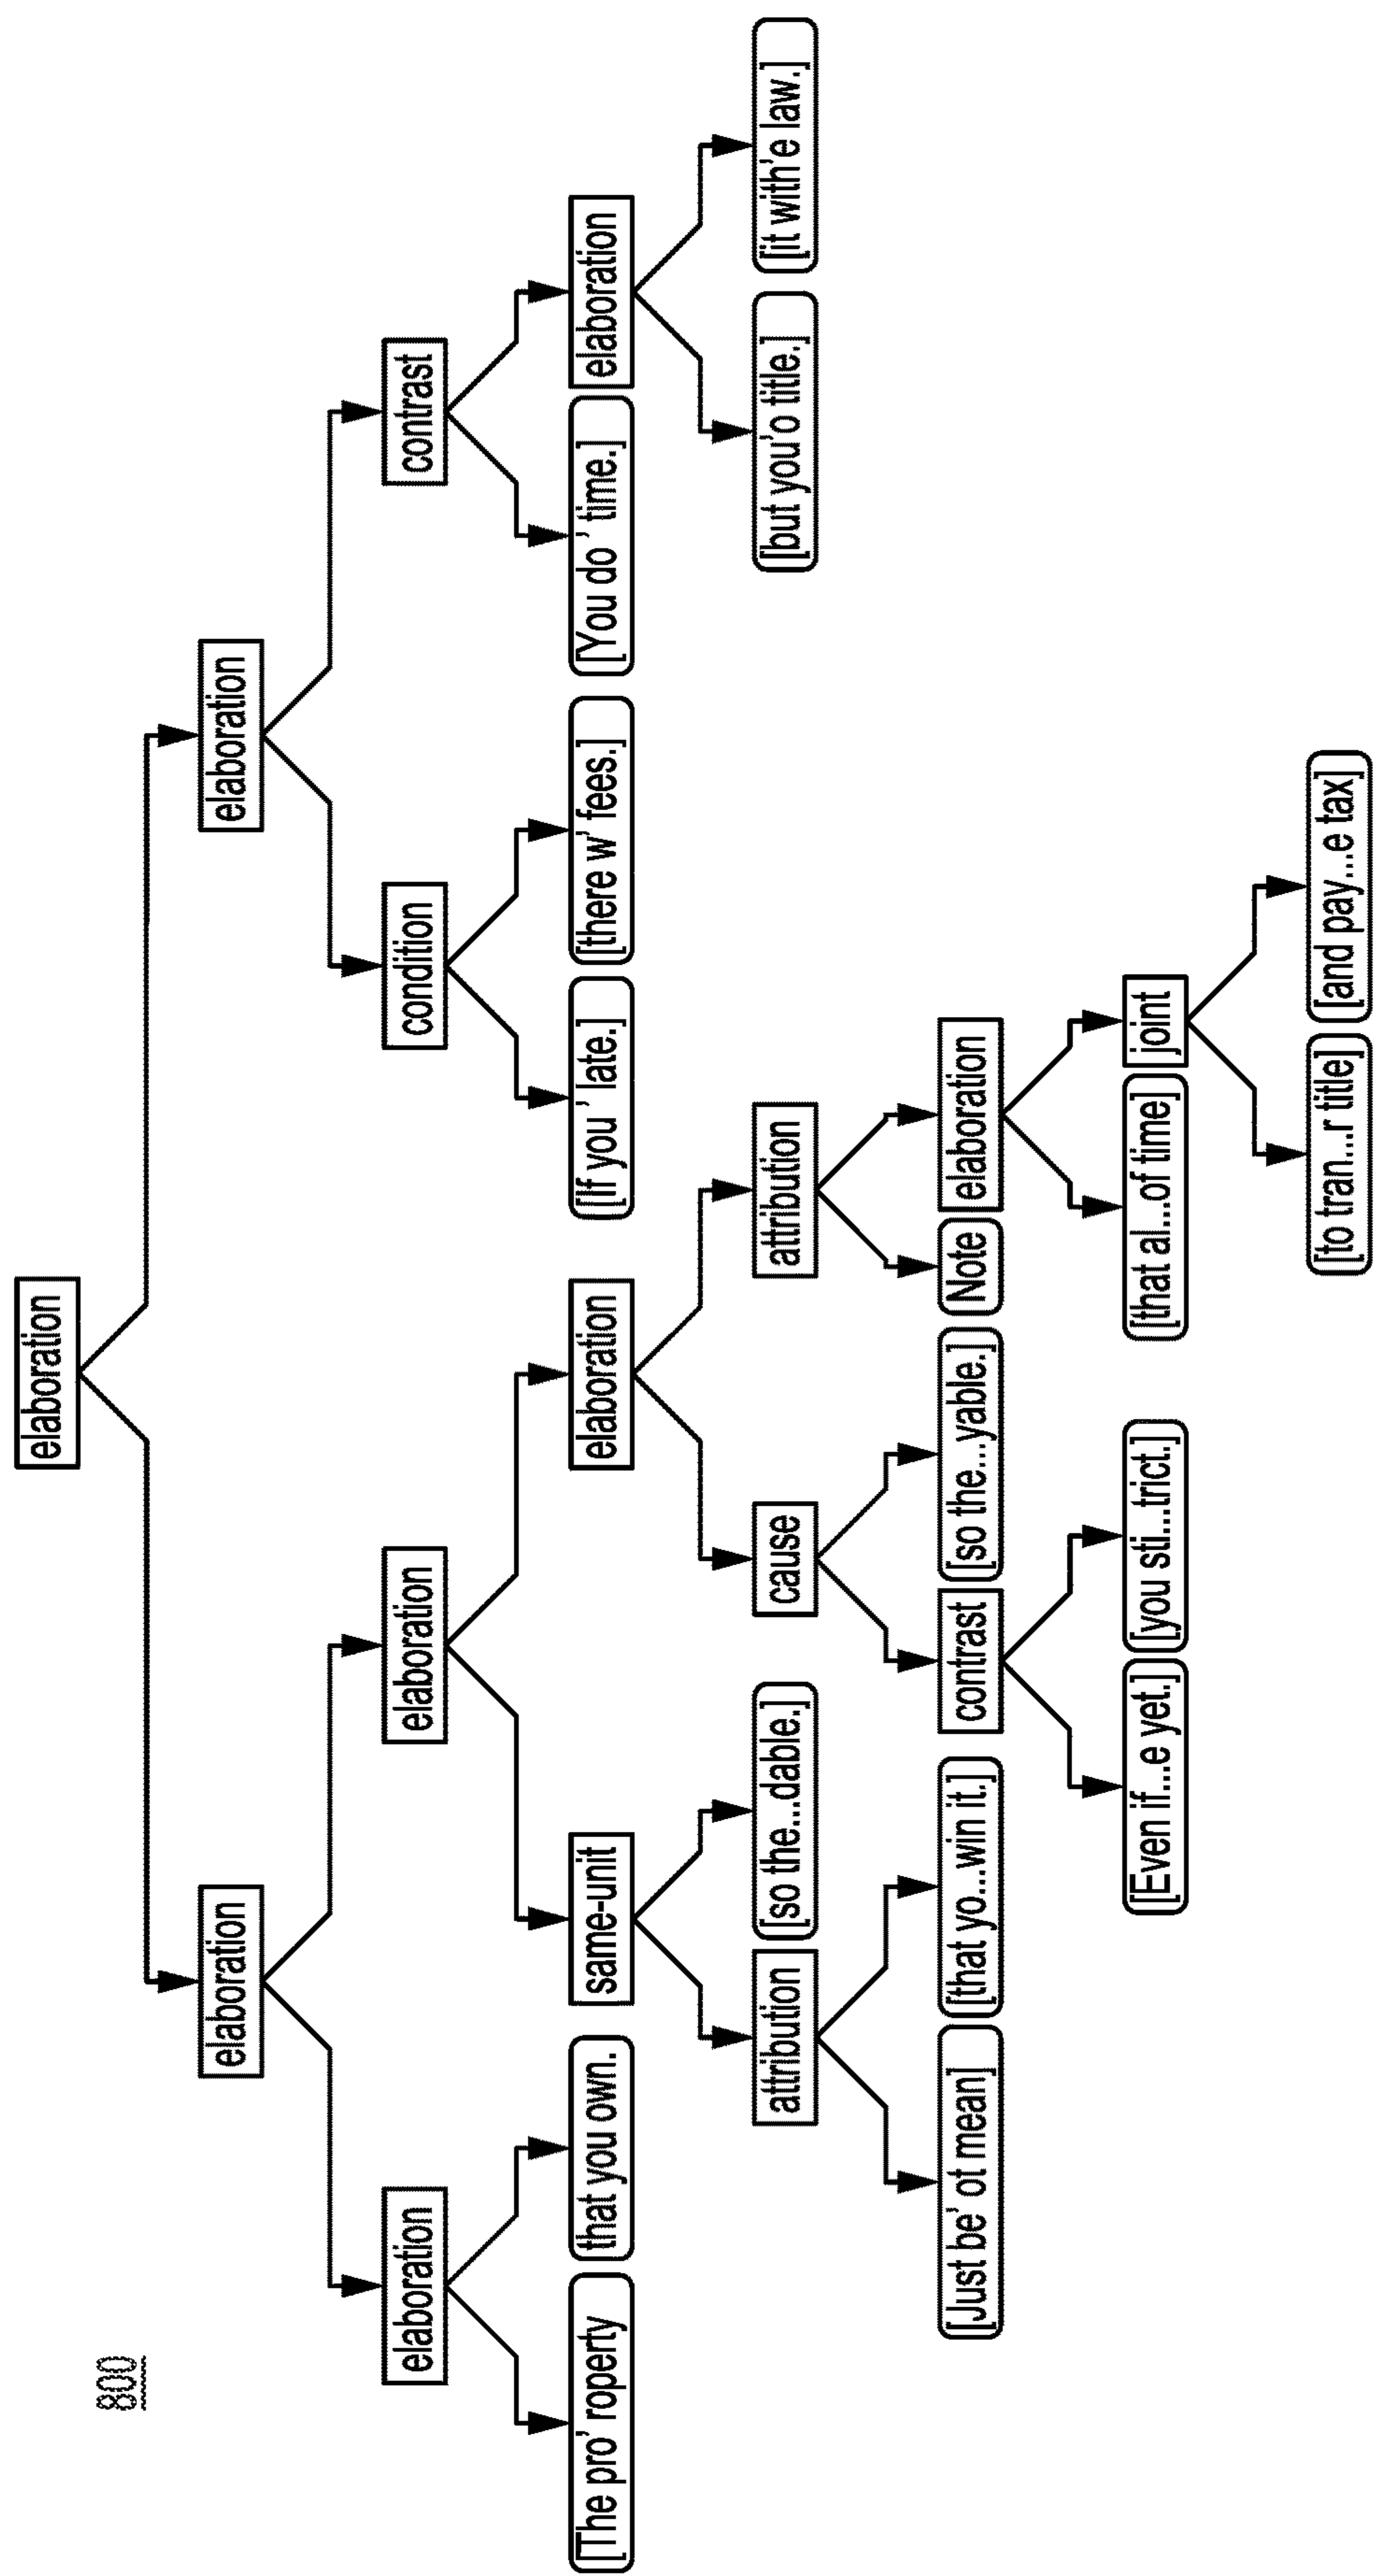 800
elaboration
elaboration
elaboration
elaboration
elaboration
condition
contrast
[The pro' roperty
that you own.
same-unit
elaboration
[If you ' late.]
[there w' fees.]
[You do ' time.]
elaboration
attribution
[so the...dable.]
cause
attribution
[but you'o title.]
[it with'e law.]
[Just be' ot mean]
[that yo...win it.]
contrast
[so the...yable.]
Note
elaboration
[Even if...e yet.]
[you sti...trict.]
[that al...of time]
joint
[to tran...r title]
[and pay...e tax]